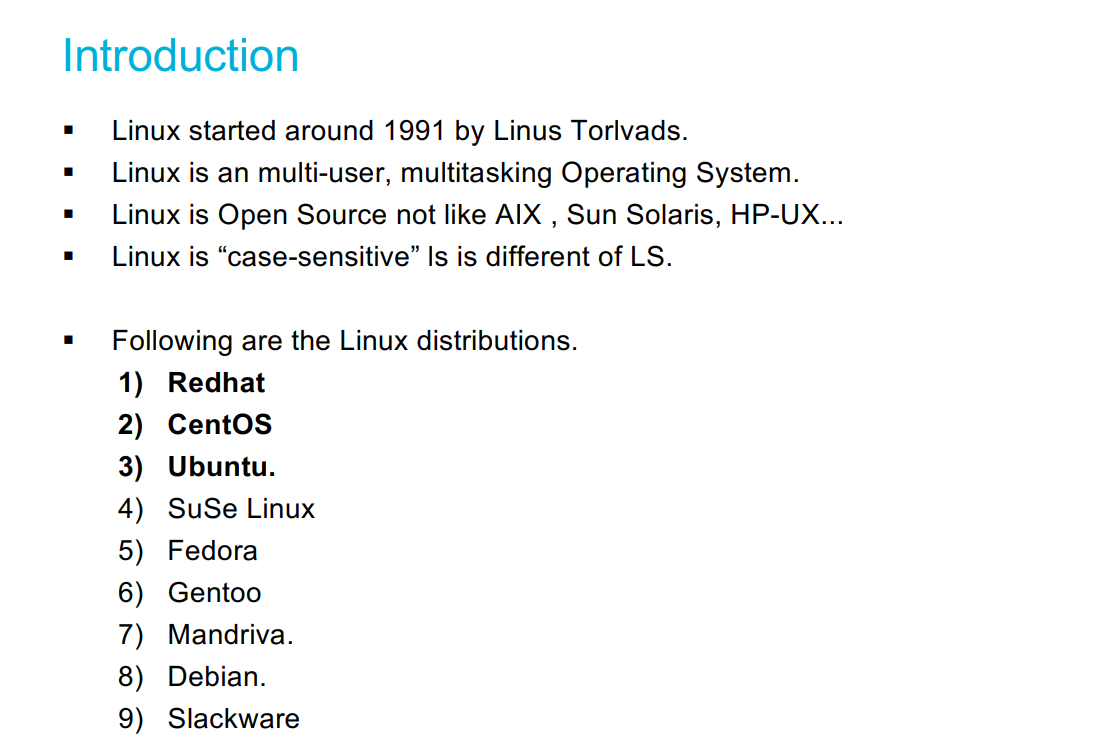 Introduction
▪ Linux started around 1991 by Linus Torlvads.
▪ Linux is an multi-user, multitasking Operating System.
▪ Linux is Open Source not like AIX , Sun Solaris, HP-UX...
▪ Linux is “case-sensitive” ls is different of LS.
▪ Following are the Linux distributions.
1) Redhat
2) CentOS
3) Ubuntu.
4) SuSe Linux
5) Fedora
6) Gentoo
7) Mandriva.
8) Debian.
9) Slackware